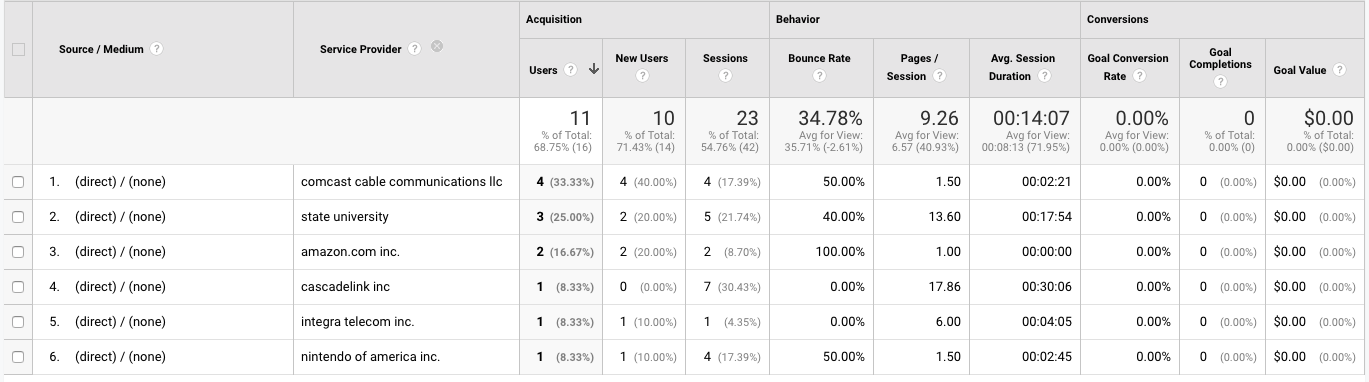 Acquisition Behavior Conversions
Source / Medium ? Service Provider ? Users ? New Users ? Sessions ? Bounce Rate ? Pages / Session ? Avg. Session Duration ? Goal Conversion Rate ? Goal Completions ? Goal Value ?
11 10 23 34.78% 9.26 00:14:07 0.00% 0 $0.00
% of Total: % of Total: % of Total: Avg for View: Avg for View: Avg for View: Avg for View: % of Total: % of Total:
68.75% (16) 71.43% (14) 54.76% (42) 35.71% (-2.61%) 6.57 (40.93%) 00:08:13 (71.95%) 0.00% (0.00%) 0.00% (0) 0.00% ($0.00)
1. (direct) / (none) comcast cable communications llc 4 (33.33%) 4 (40.00%) 4 (17.39%) 50.00% 1.50 00:02:21 0.00% 0 (0.00%) $0.00 (0.00%)
2. (direct) / (none) state university 3 (25.00%) 2 (20.00%) 5 (21.74%) 40.00% 13.60 00:17:54 0.00% 0 (0.00%) $0.00 (0.00%)
3. (direct) / (none) amazon.com inc. 2 (16.67%) 2 (20.00%) 2 (8.70%) 100.00% 1.00 00:00:00 0.00% 0 (0.00%) $0.00 (0.00%)
4. (direct) / (none) cascadelink inc 1 (8.33%) 0 (0.00%) 7 (30.43%) 0.00% 17.86 00:30:06 0.00% 0 (0.00%) $0.00 (0.00%)
5. (direct) / (none) integra telecom inc. 1 (8.33%) 1 (10.00%) 1 (4.35%) 0.00% 6.00 00:04:05 0.00% 0 (0.00%) $0.00 (0.00%)
6. (direct) / (none) nintendo of america inc. 1 (8.33%) 1 (10.00%) 4 (17.39%) 50.00% 1.50 00:02:45 0.00% 0 (0.00%) $0.00 (0.00%)